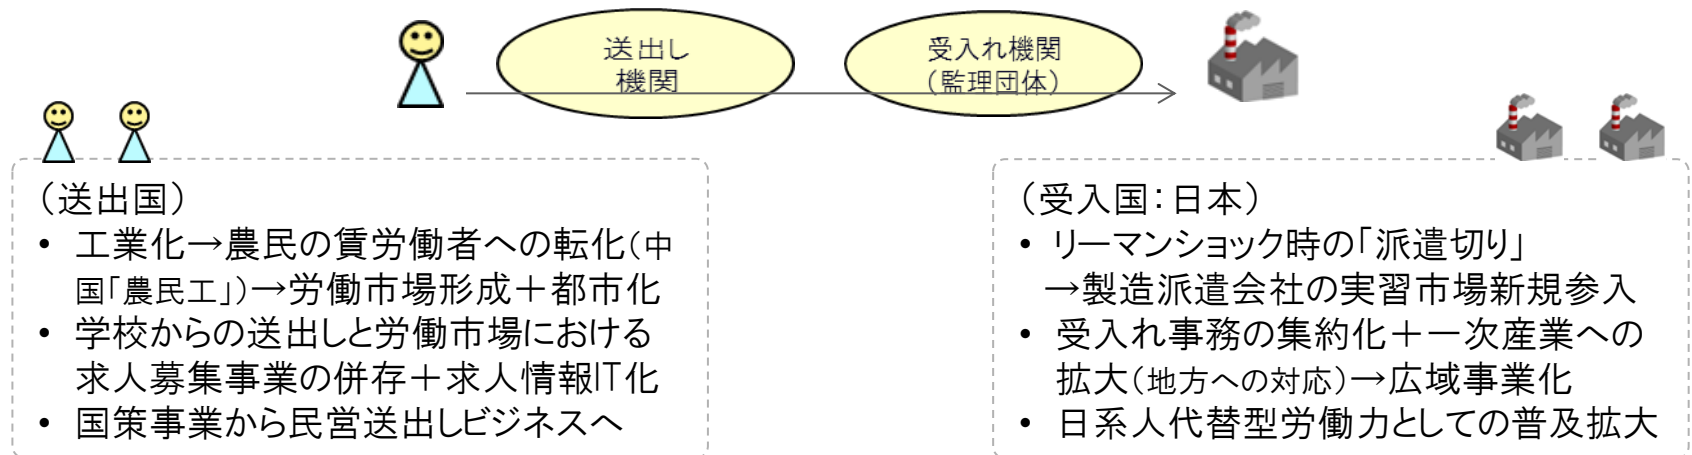 送出し
機関
受入れ機関
（監理団体）
（送出国）
• 工業化→農民の賃労働者への転化（中
国「農民工」）→労働市場形成＋都市化
• 学校からの送出しと労働市場における
求人募集事業の併存＋求人情報IT化
• 国策事業から民営送出しビジネスへ
（受入国：日本）
• リーマンショック時の「派遣切り」
→製造派遣会社の実習市場新規参入
• 受入れ事務の集約化＋一次産業への
拡大（地方への対応）→広域事業化
• 日系人代替型労働力としての普及拡大